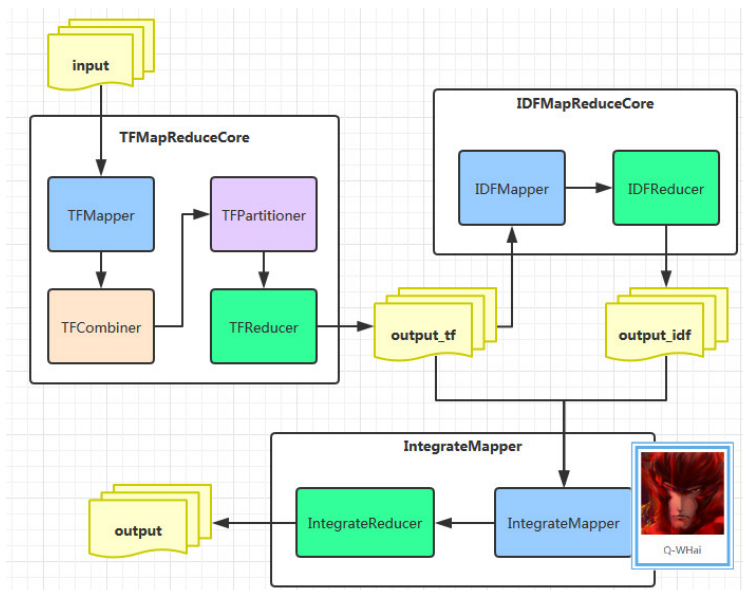 input
TFMapReduceCore
TFMapper
TFPartitioner
TFCombiner
TFReducer
output_tf
IDFMapReduceCore
IDFMapper
IDFReducer
output_idf
IntegrateMapper
IntegrateMapper
IntegrateReducer
output
Q-WHai